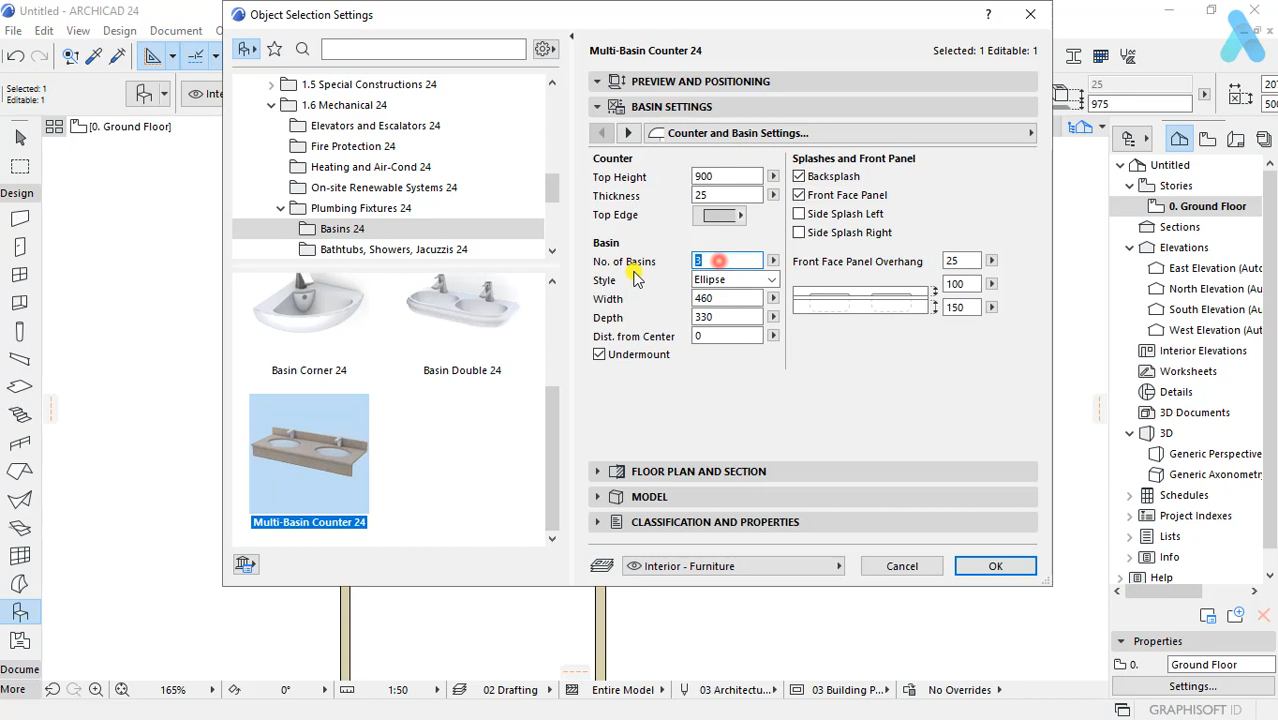 Untitled - ARCHICAD 24
File
Edit
View
Design
Document
Object Selection Settings
?
Selected: 1
Editable: 1
1.5 Special Constructions 24
1.6 Mechanical 24
Elevators and Escalators 24
Fire Protection 24
Heating and Air-Cond 24
On-site Renewable Systems 24
Plumbing Fixtures 24
Basins 24
Bathtubs, Showers, Jacuzzis 24
Basin Corner 24
Basin Double 24
Multi-Basin Counter 24
Multi-Basin Counter 24
Selected: 1 Editable: 1
PREVIEW AND POSITIONING
BASIN SETTINGS
Counter and Basin Settings...
Counter
Top Height
900
Thickness
25
Top Edge
Basin
No. of Basins
3
Style
Ellipse
Width
460
Depth
330
Dist. from Center
0
Undermount
Splashes and Front Panel
Backsplash
Front Face Panel
Side Splash Left
Side Splash Right
Front Face Panel Overhang
25
100
150
FLOOR PLAN AND SECTION
MODEL
CLASSIFICATION AND PROPERTIES
Interior - Furniture
Cancel
OK
[0. Ground Floor]
Design
Docume
More
25
975
Untitled
Stories
0. Ground Floor
Sections
Elevations
East Elevation (Aut
North Elevation (Au
South Elevation (Au
West Elevation (Aut
Interior Elevations
Worksheets
Details
3D Documents
3D
Generic Perspective
Generic Axonometr
Schedules
Project Indexes
Lists
Info
Help
Properties
0.
Ground Floor
Settings...
165%
0°
1:50
02 Drafting
Entire Model
03 Architectu...
03 Building P...
No Overrides
GRAPHISOFT ID